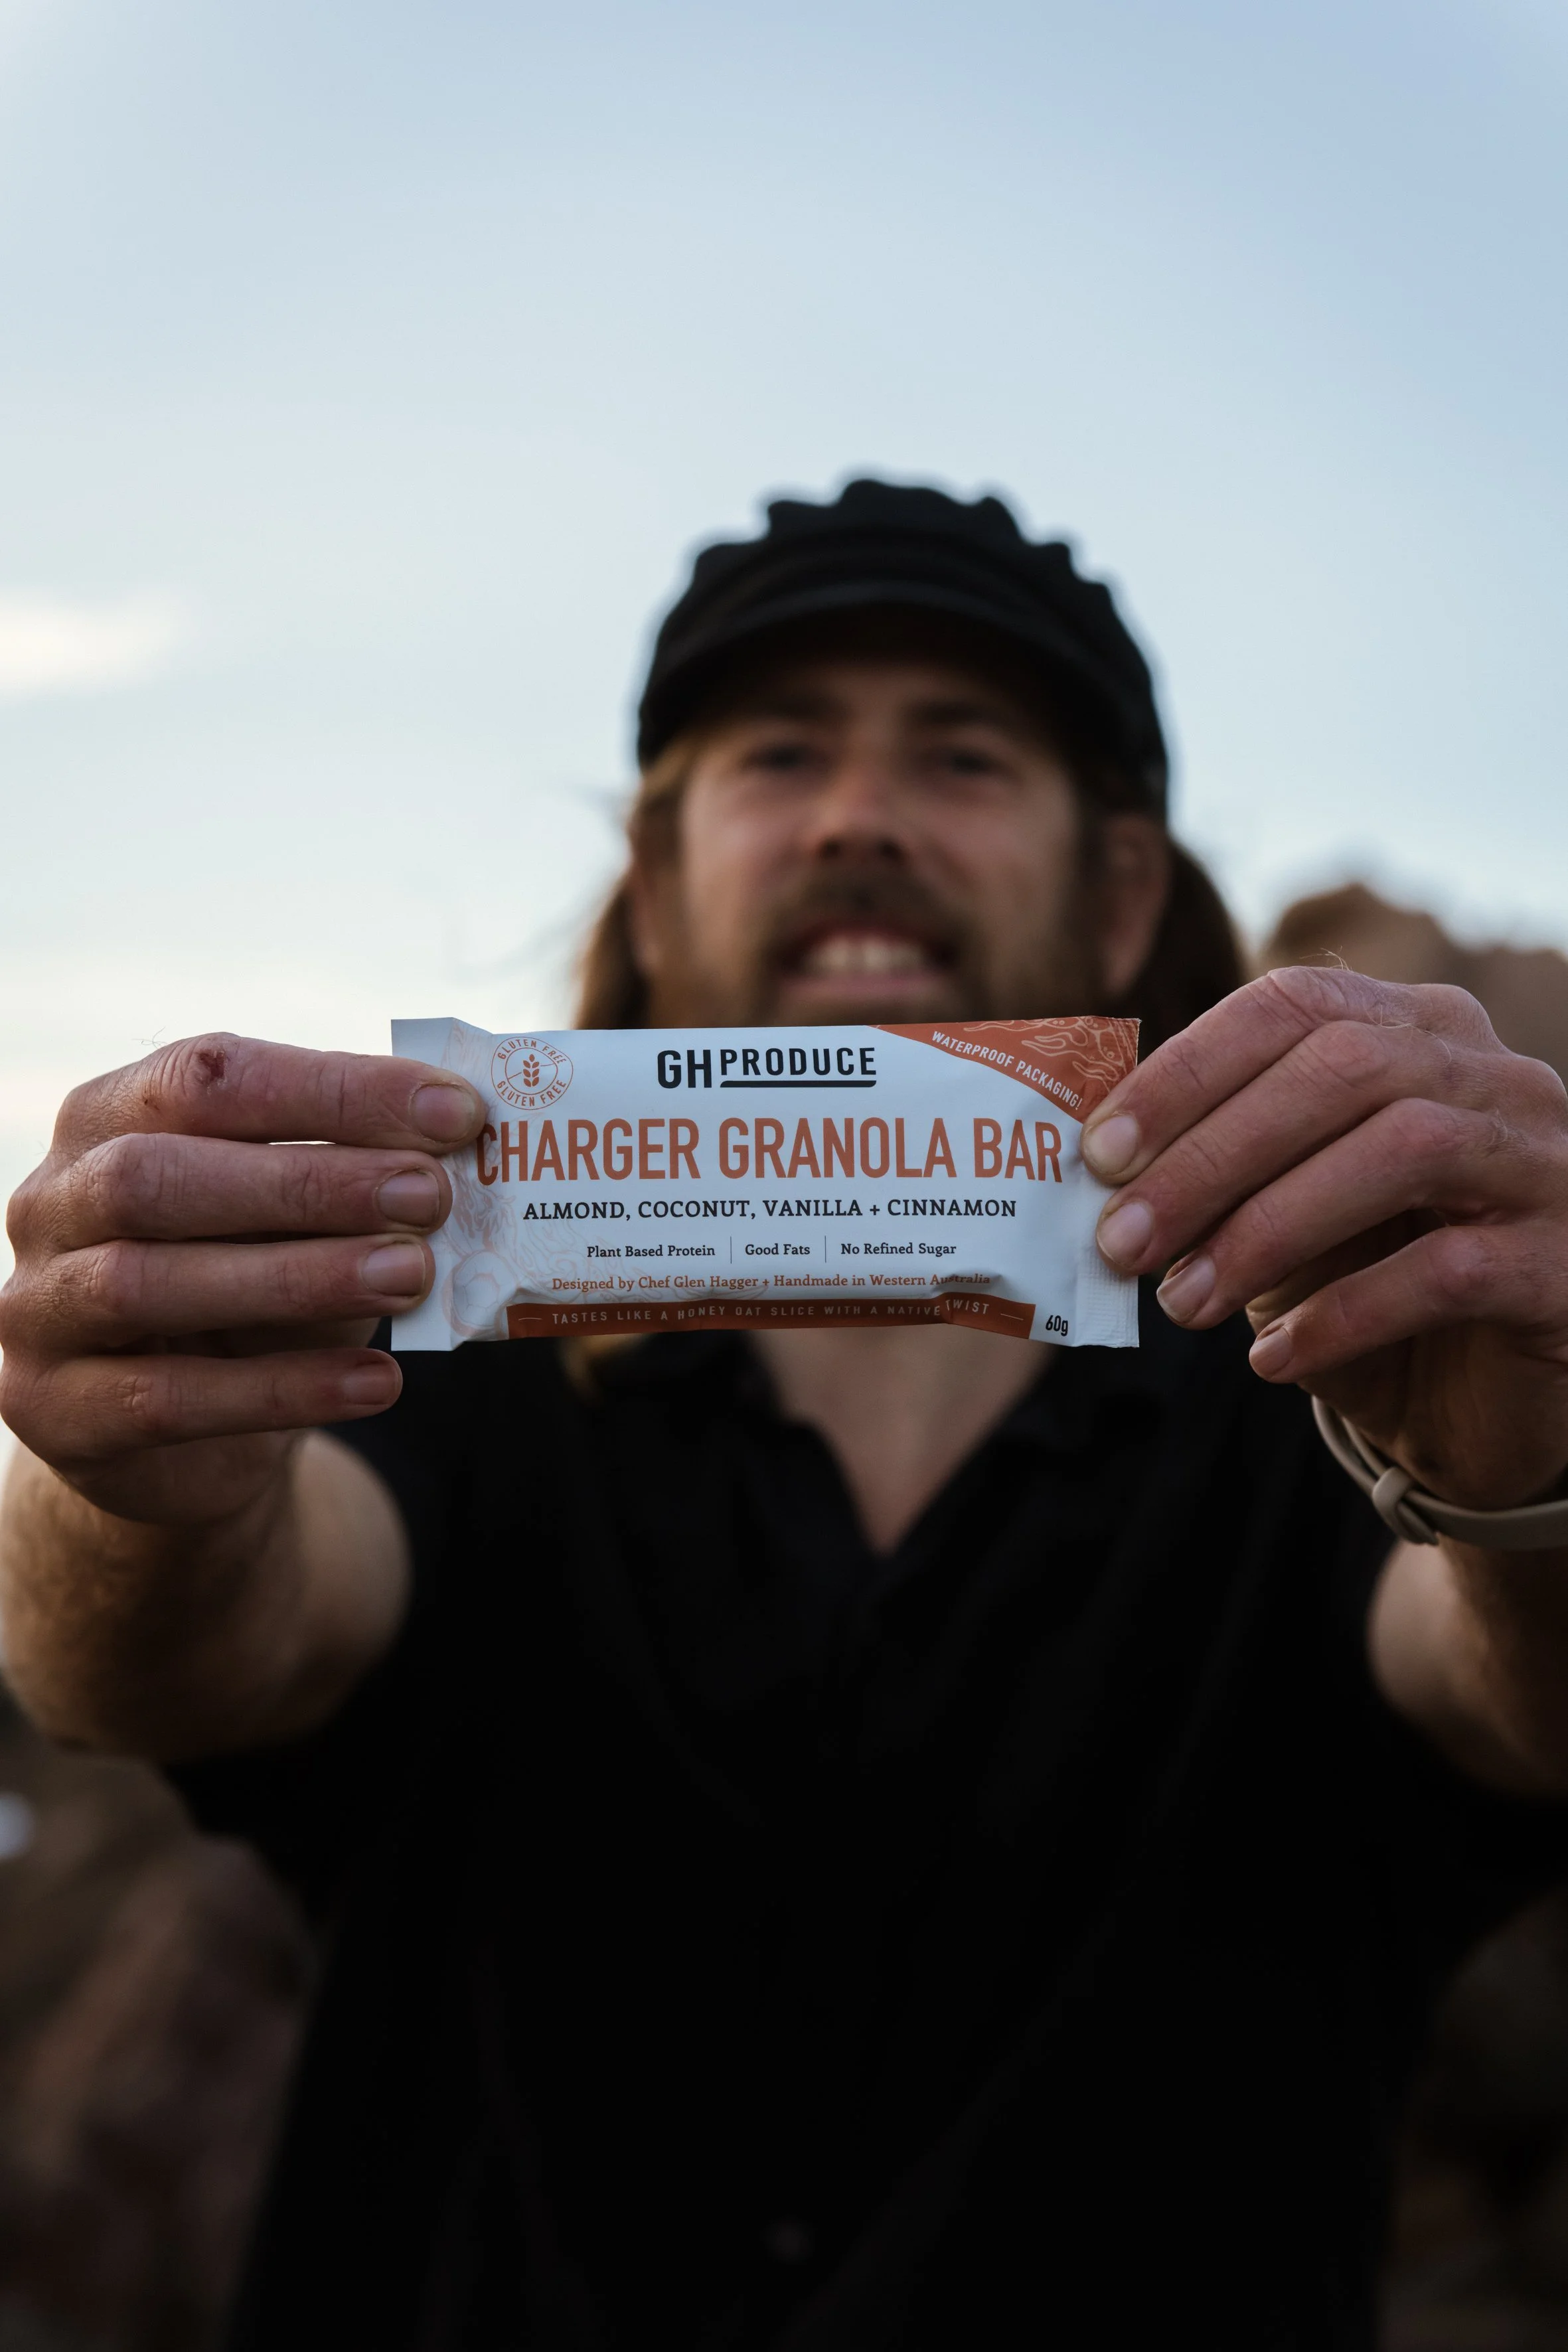 GLUTEN FREE
GLUTEN FREE
GH PRODUCE
WATERPROOF PACKAGING!
CHARGER GRANOLA BAR
ALMOND, COCONUT, VANILLA + CINNAMON
Plant Based Protein | Good Fats | No Refined Sugar
Designed by Chef Glen Hagger + Handmade in Western Australia
TASTES LIKE A HONEY OAT SLICE WITH A NATIVE TWIST
60g